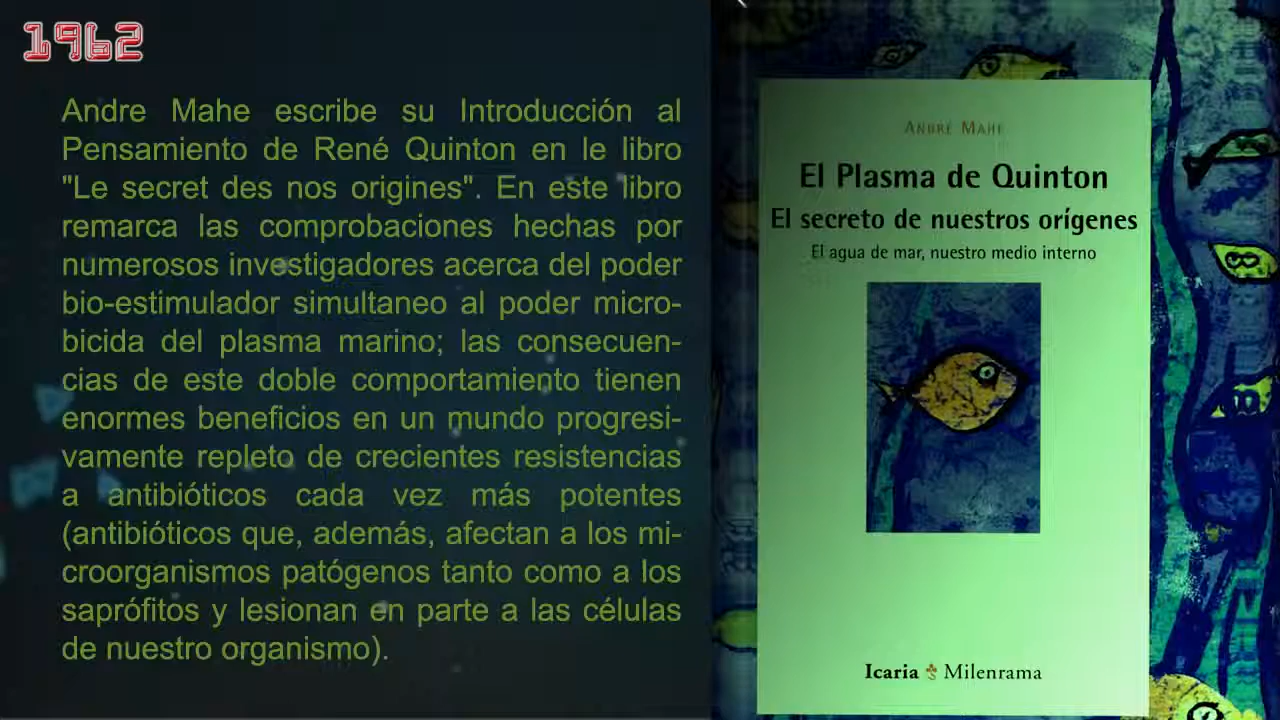 1962
Andre Mahe escribe su Introducción al
Pensamiento de René Quinton en le libro
"Le secret des nos origines". En este libro
remarca las comprobaciones hechas por
numerosos investigadores acerca del poder
bio-estimulador simultaneo al poder micro-
bicida del plasma marino; las consecuen-
cias de este doble comportamiento tienen
enormes beneficios en un mundo progresi-
vamente repleto de crecientes resistencias
a antibióticos cada vez más potentes
(antibióticos que, además, afectan a los mi-
croorganismos patógenos tanto como a los
saprófitos y lesionan en parte a las células
de nuestro organismo).
ANDRÉ MAHÉ
El Plasma de Quinton
El secreto de nuestros orígenes
El agua de mar, nuestro medio interno
Icaria Milenrama